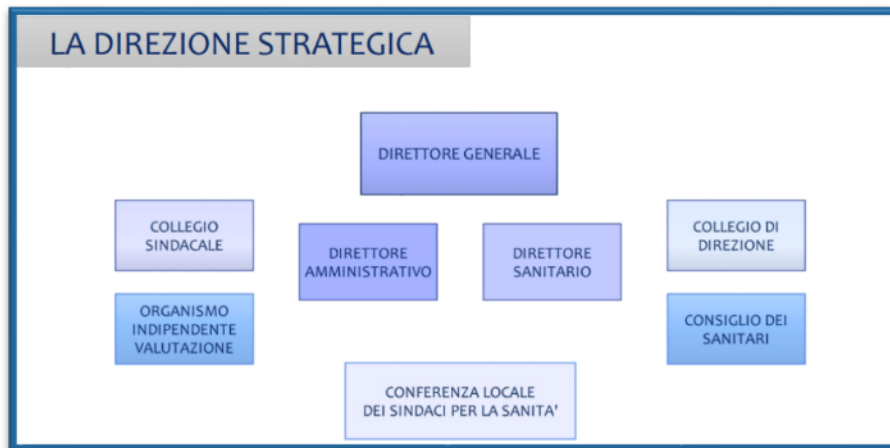 LA DIREZIONE STRATEGICA
DIRETTORE GENERALE
COLLEGIO
SINDACALE
DIRETTORE
AMMINISTRATIVO
DIRETTORE
SANITARIO
COLLEGIO DI
DIREZIONE
ORGANISMO
INDIPENDENTE
VALUTAZIONE
CONSIGLIO DEI
SANITARI
CONFERENZA LOCALE
DEI SINDACI PER LA SANITA'